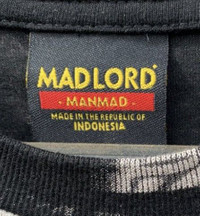 MADLORD
- MANMAD -
MADE IN THE REPUBLIC OF
INDONESIA